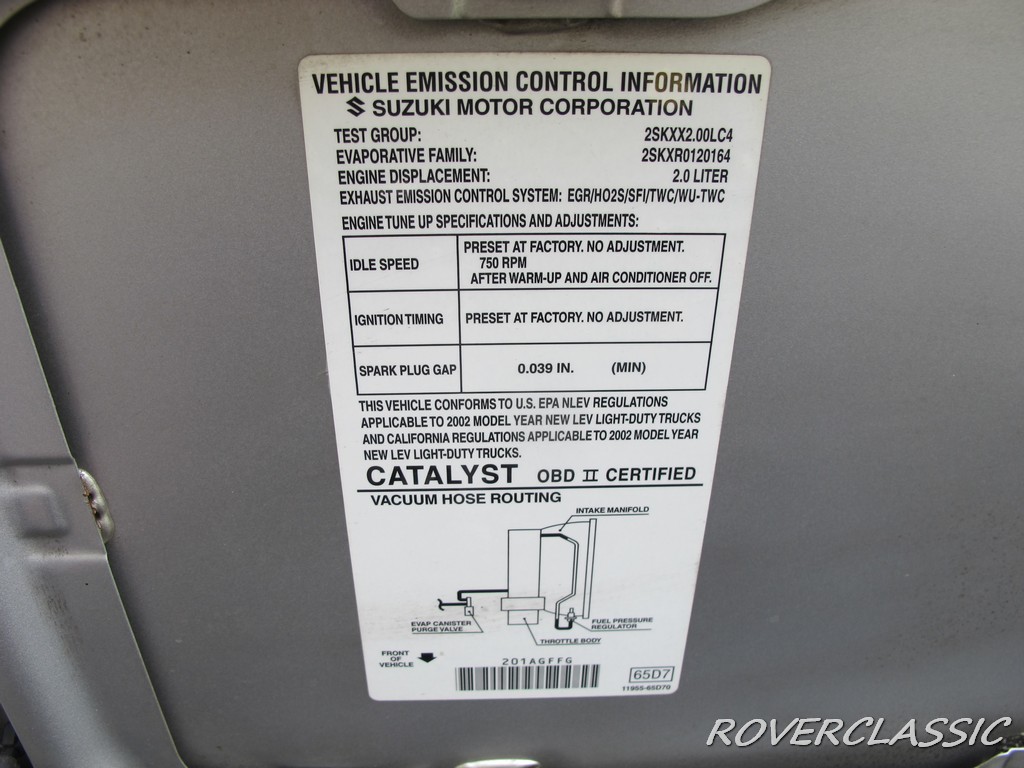 VEHICLE EMISSION CONTROL INFORMATION
SUZUKI MOTOR CORPORATION
TEST GROUP: 2SKXX2.00LC4
EVAPORATIVE FAMILY: 2SKXR0120164
ENGINE DISPLACEMENT: 2.0 LITER
EXHAUST EMISSION CONTROL SYSTEM: EGR/HO2S/SFI/TWC/WU-TWC
ENGINE TUNE UP SPECIFICATIONS AND ADJUSTMENTS:
IDLE SPEED
PRESET AT FACTORY. NO ADJUSTMENT.
750 RPM
AFTER WARM-UP AND AIR CONDITIONER OFF.
IGNITION TIMING PRESET AT FACTORY. NO ADJUSTMENT.
SPARK PLUG GAP 0.039 IN. (MIN)
THIS VEHICLE CONFORMS TO U.S. EPA NLEV REGULATIONS
APPLICABLE TO 2002 MODEL YEAR NEW LEV LIGHT-DUTY TRUCKS
AND CALIFORNIA REGULATIONS APPLICABLE TO 2002 MODEL YEAR
NEW LEV LIGHT-DUTY TRUCKS.
CATALYST OBD II CERTIFIED
VACUUM HOSE ROUTING
INTAKE MANIFOLD
EVAP CANISTER
PURGE VALVE
FUEL PRESSURE
REGULATOR
THROTTLE BODY
FRONT OF
VEHICLE
201AGFFG
65D7
11955-65D70
ROVERCLASSIC